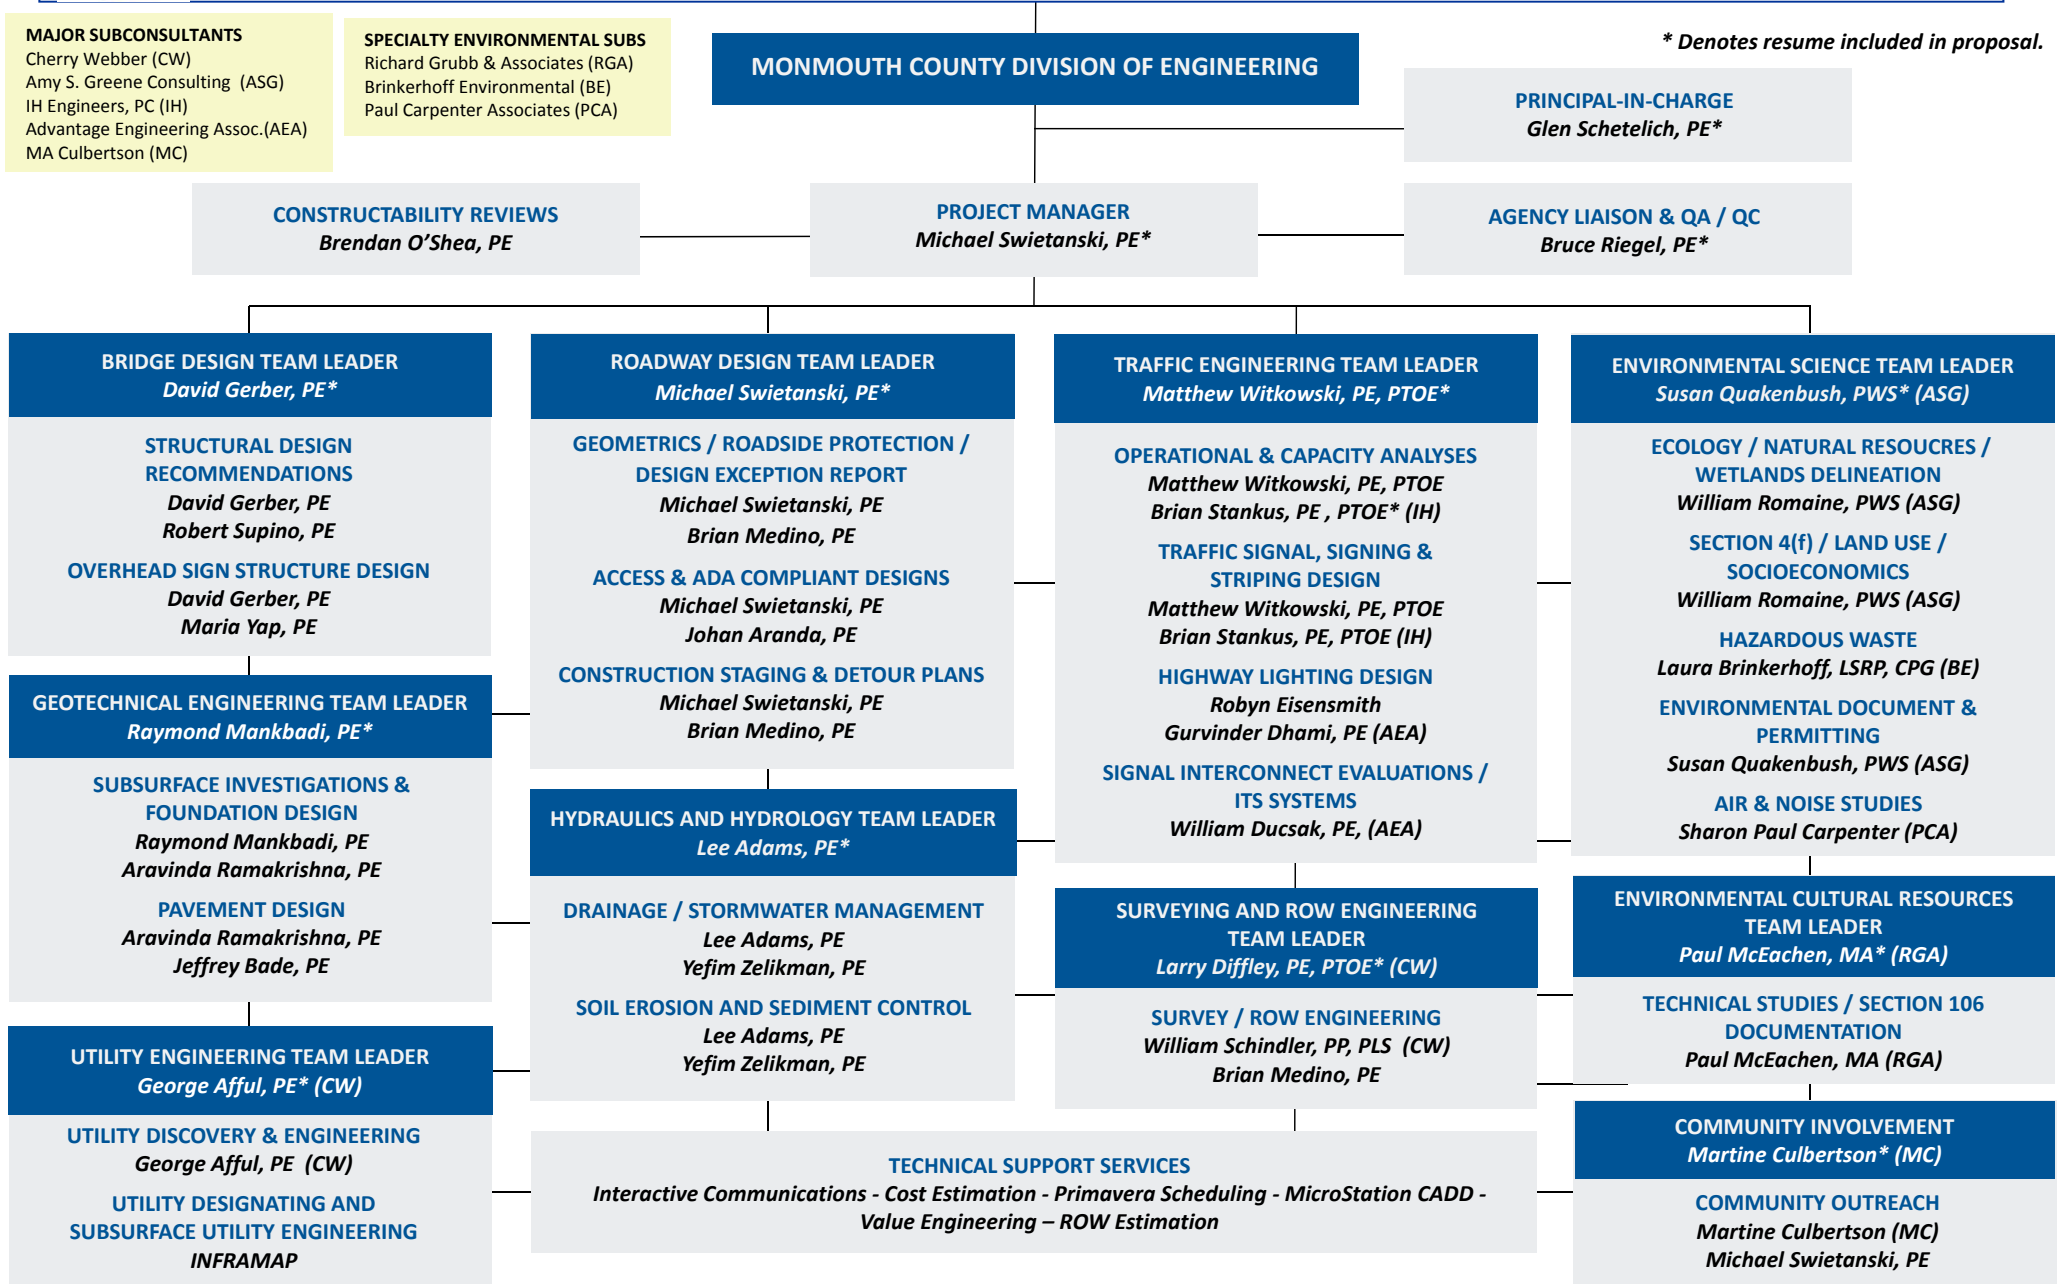 MAJOR SUBCONSULTANTS
Cherry Webber (CW)
Amy S. Greene Consulting  (ASG)
IH Engineers, PC (IH)
Advantage Engineering Assoc.(AEA)
MA Culbertson (MC)
SPECIALTY ENVIRONMENTAL SUBS
Richard Grubb & Associates (RGA)
Brinkerhoff Environmental (BE)
Paul Carpenter Associates (PCA)
MONMOUTH COUNTY DIVISION OF ENGINEERING
* Denotes resume included in proposal.
PRINCIPAL-IN-CHARGE
Glen Schetelich, PE*
CONSTRUCTABILITY REVIEWS
Brendan O'Shea, PE
PROJECT MANAGER
Michael Swietanski, PE*
AGENCY LIAISON & QA / QC
Bruce Riegel, PE*
BRIDGE DESIGN TEAM LEADER
David Gerber, PE*
STRUCTURAL DESIGN
RECOMMENDATIONS
David Gerber, PE
Robert Supino, PE
OVERHEAD SIGN STRUCTURE DESIGN
David Gerber, PE
Maria Yap, PE
GEOTECHNICAL ENGINEERING TEAM LEADER
Raymond Mankbadi, PE*
SUBSURFACE INVESTIGATIONS &
FOUNDATION DESIGN
Raymond Mankbadi, PE
Aravinda Ramakrishna, PE
PAVEMENT DESIGN
Aravinda Ramakrishna, PE
Jeffrey Bade, PE
UTILITY ENGINEERING TEAM LEADER
George Afful, PE* (CW)
UTILITY DISCOVERY & ENGINEERING
George Afful, PE  (CW)
UTILITY DESIGNATING AND
SUBSURFACE UTILITY ENGINEERING
INFRAMAP
ROADWAY DESIGN TEAM LEADER
Michael Swietanski, PE*
GEOMETRICS / ROADSIDE PROTECTION /
DESIGN EXCEPTION REPORT
Michael Swietanski, PE
Brian Medino, PE
ACCESS & ADA COMPLIANT DESIGNS
Michael Swietanski, PE
Johan Aranda, PE
CONSTRUCTION STAGING & DETOUR PLANS
Michael Swietanski, PE
Brian Medino, PE
HYDRAULICS AND HYDROLOGY TEAM LEADER
Lee Adams, PE*
DRAINAGE / STORMWATER MANAGEMENT
Lee Adams, PE
Yefim Zelikman, PE
SOIL EROSION AND SEDIMENT CONTROL
Lee Adams, PE
Yefim Zelikman, PE
TRAFFIC ENGINEERING TEAM LEADER
Matthew Witkowski, PE, PTOE*
OPERATIONAL & CAPACITY ANALYSES
Matthew Witkowski, PE, PTOE
Brian Stankus, PE , PTOE* (IH)
TRAFFIC SIGNAL, SIGNING &
STRIPING DESIGN
Matthew Witkowski, PE, PTOE
Brian Stankus, PE, PTOE (IH)
HIGHWAY LIGHTING DESIGN
Robyn Eisensmith
Gurvinder Dhami, PE (AEA)
SIGNAL INTERCONNECT EVALUATIONS /
ITS SYSTEMS
William Ducsak, PE, (AEA)
SURVEYING AND ROW ENGINEERING
TEAM LEADER
Larry Diffley, PE, PTOE* (CW)
SURVEY / ROW ENGINEERING
William Schindler, PP, PLS  (CW)
Brian Medino, PE
TECHNICAL SUPPORT SERVICES
Interactive Communications - Cost Estimation - Primavera Scheduling - MicroStation CADD -
Value Engineering – ROW Estimation
ENVIRONMENTAL SCIENCE TEAM LEADER
Susan Quakenbush, PWS* (ASG)
ECOLOGY / NATURAL RESOUCRES /
WETLANDS DELINEATION
William Romaine, PWS (ASG)
SECTION 4(f) / LAND USE /
SOCIOECONOMICS
William Romaine, PWS (ASG)
HAZARDOUS WASTE
Laura Brinkerhoff, LSRP, CPG (BE)
ENVIRONMENTAL DOCUMENT &
PERMITTING
Susan Quakenbush, PWS (ASG)
AIR & NOISE STUDIES
Sharon Paul Carpenter (PCA)
ENVIRONMENTAL CULTURAL RESOURCES
TEAM LEADER
Paul McEachen, MA* (RGA)
TECHNICAL STUDIES / SECTION 106
DOCUMENTATION
Paul McEachen, MA (RGA)
COMMUNITY INVOLVEMENT
Martine Culbertson* (MC)
COMMUNITY OUTREACH
Martine Culbertson (MC)
Michael Swietanski, PE